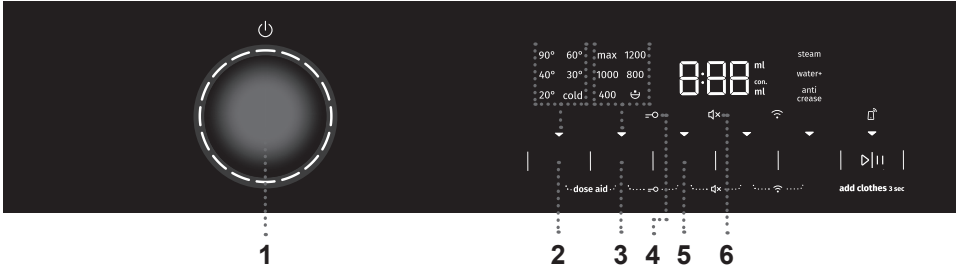 90° 60° max 1200
40° 30° 1000 800
20° cold 400
8:88 ml
con.
ml
steam
water+
anti
crease
dose aid
add clothes 3 sec
1 2 3 4 5 6